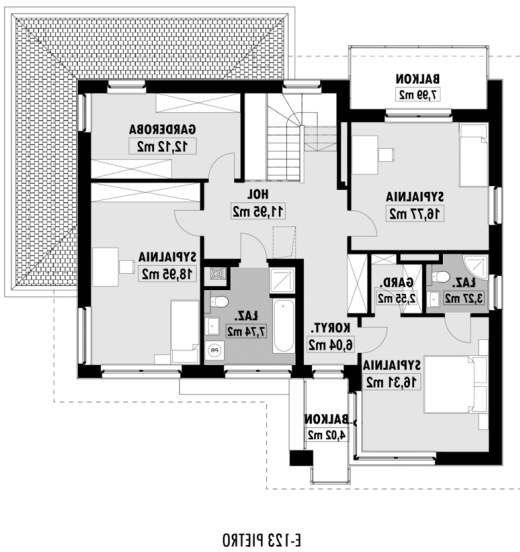 BALKON
7,99 m2
GARDEROBA
12,12 m2
SYPIALNIA
16,77 m2
HOL
11,95 m2
SYPIALNIA
18,95 m2
GARD.
2,55 m2
ŁAZ.
3,27 m2
ŁAZ.
7,74 m2
PR
KORYT.
6,04 m2
SYPIALNIA
16,31 m2
BALKON
4,02 m2
E-123 PIĘTRO